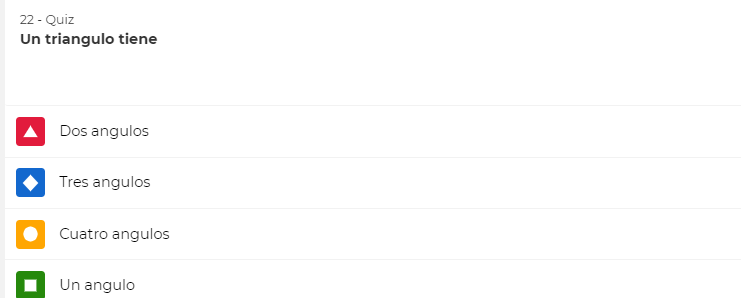 22 - Quiz
Un triangulo tiene
Dos angulos
Tres angulos
Cuatro angulos
Un angulo